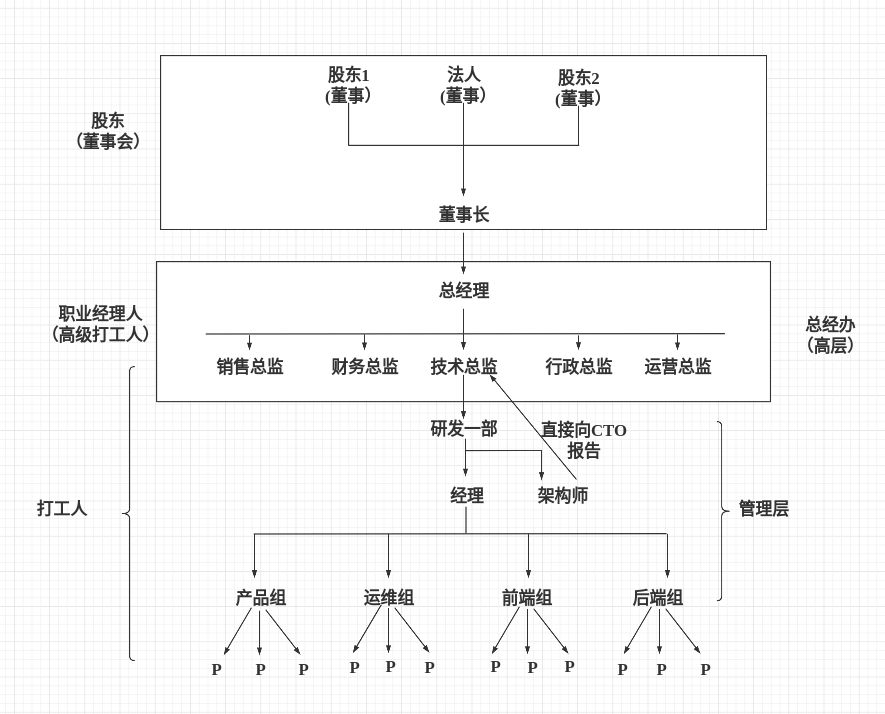 股东1
(董事）
法人
(董事）
股东2
(董事）
股东
（董事会）
董事长
总经理
职业经理人
（高级打工人）
总经办
（高层）
销售总监
财务总监
技术总监
行政总监
运营总监
研发一部
直接向CTO
报告
经理
架构师
打工人
管理层
产品组
运维组
前端组
后端组
P
P
P
P
P
P
P
P
P
P
P
P